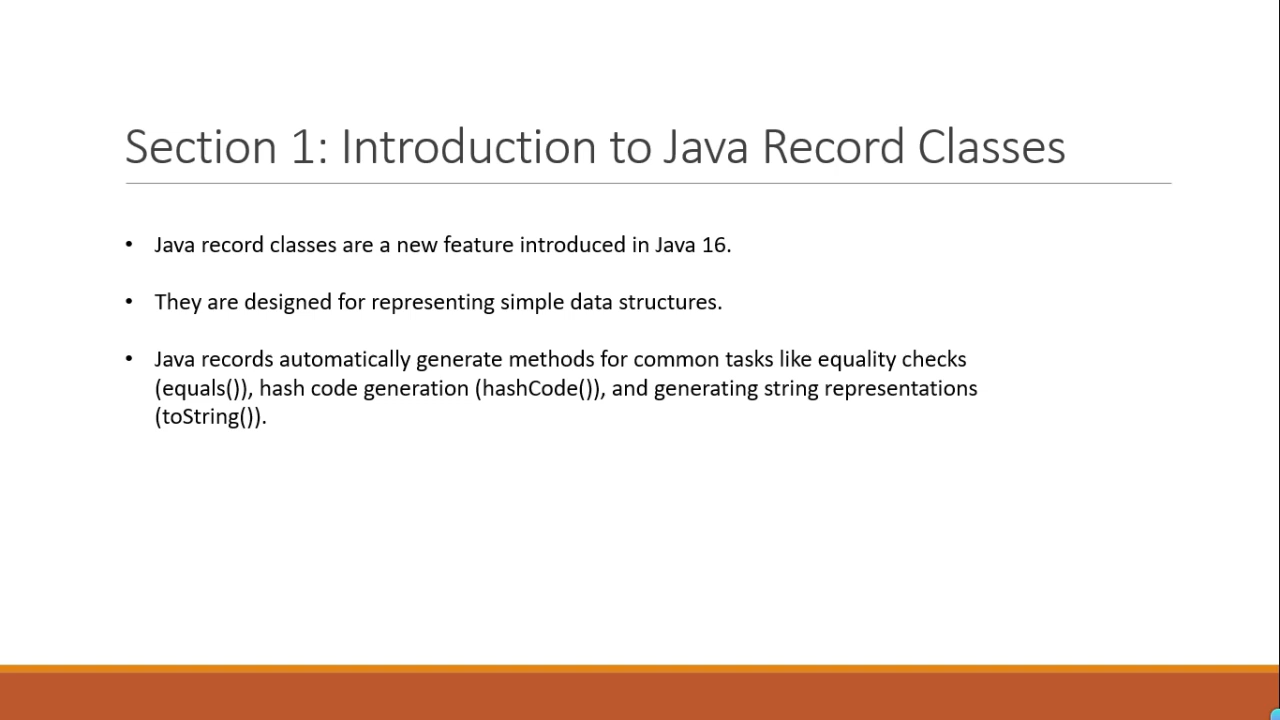 Section 1: Introduction to Java Record Classes
• Java record classes are a new feature introduced in Java 16.
• They are designed for representing simple data structures.
• Java records automatically generate methods for common tasks like equality checks
(equals()), hash code generation (hashCode()), and generating string representations
(toString()).